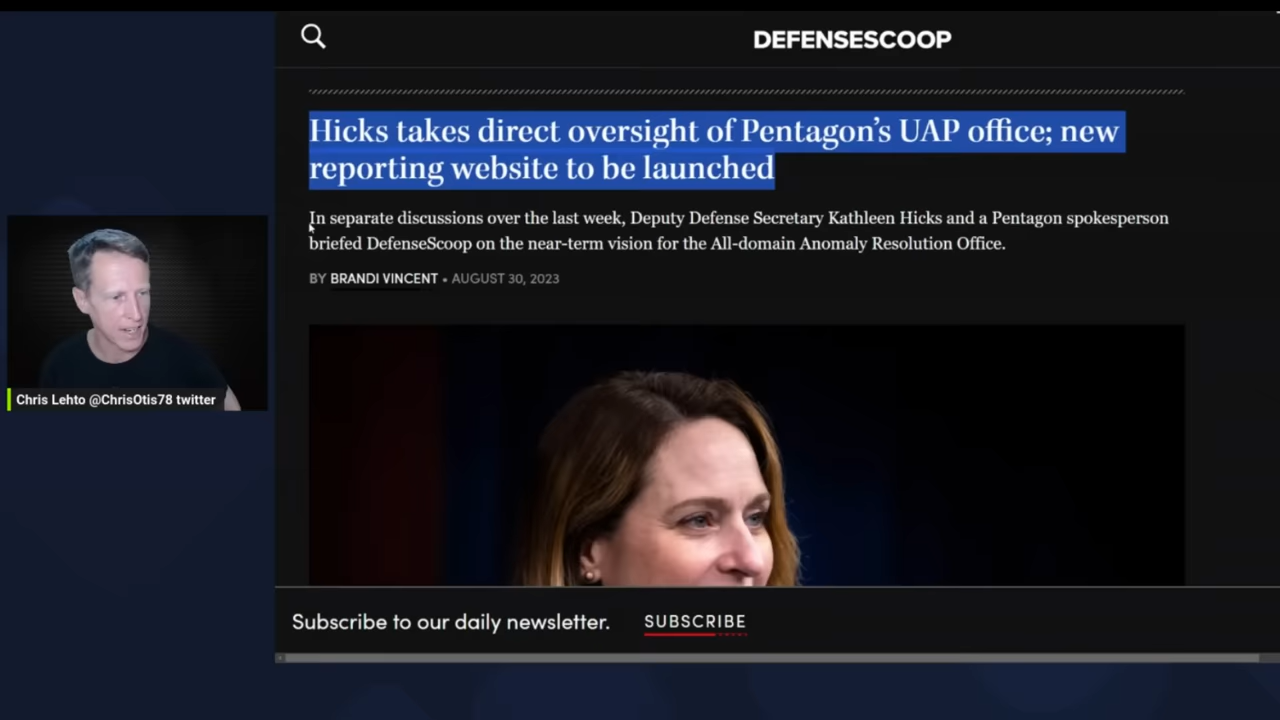 DEFENSESCOOP
Hicks takes direct oversight of Pentagon’s UAP office; new
reporting website to be launched
In separate discussions over the last week, Deputy Defense Secretary Kathleen Hicks and a Pentagon spokesperson
briefed DefenseScoop on the near-term vision for the All-domain Anomaly Resolution Office.
BY BRANDI VINCENT • AUGUST 30, 2023
Chris Lehto @ChrisOtis78 twitter
Subscribe to our daily newsletter. SUBSCRIBE